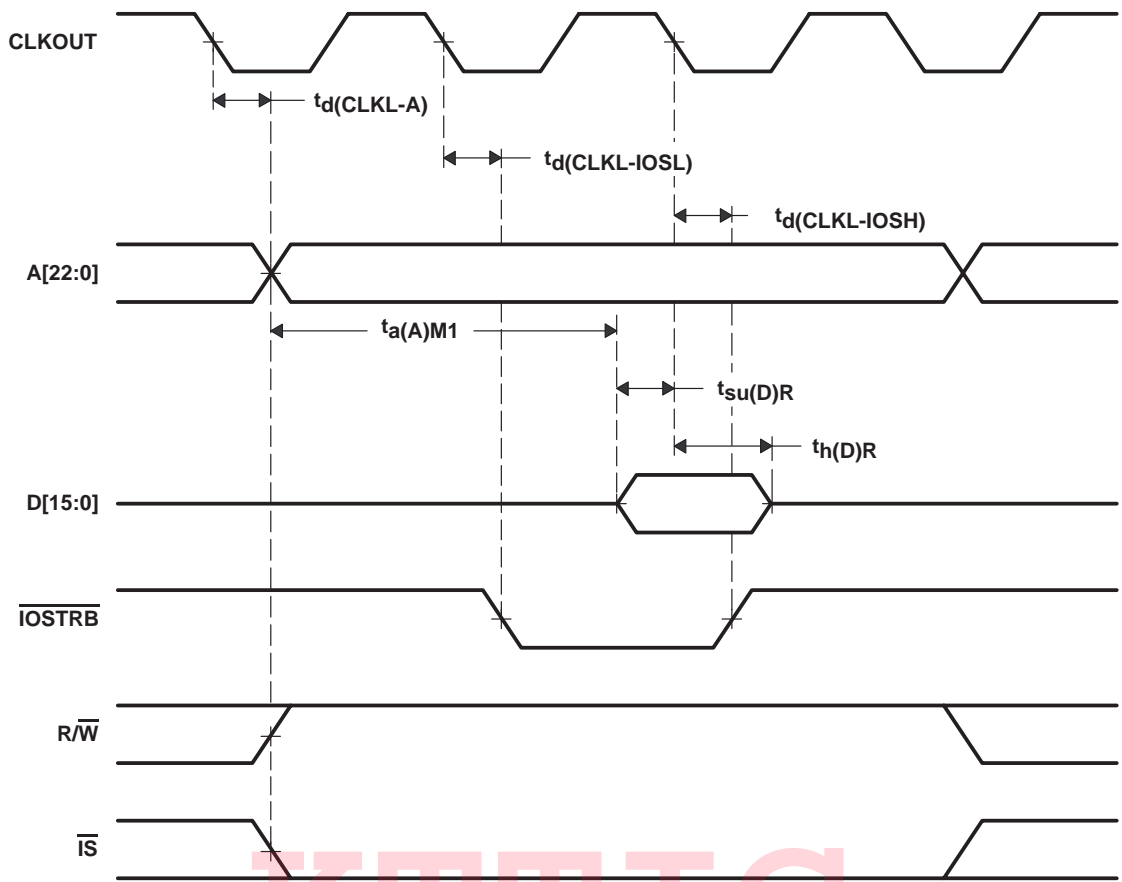 CLKOUT
td(CLKL-A)
td(CLKL-IOSL)
td(CLKL-IOSH)
A[22:0]
ta(A)M1
tsu(D)R
th(D)R
D[15:0]
IOSTRB
R/W
IS